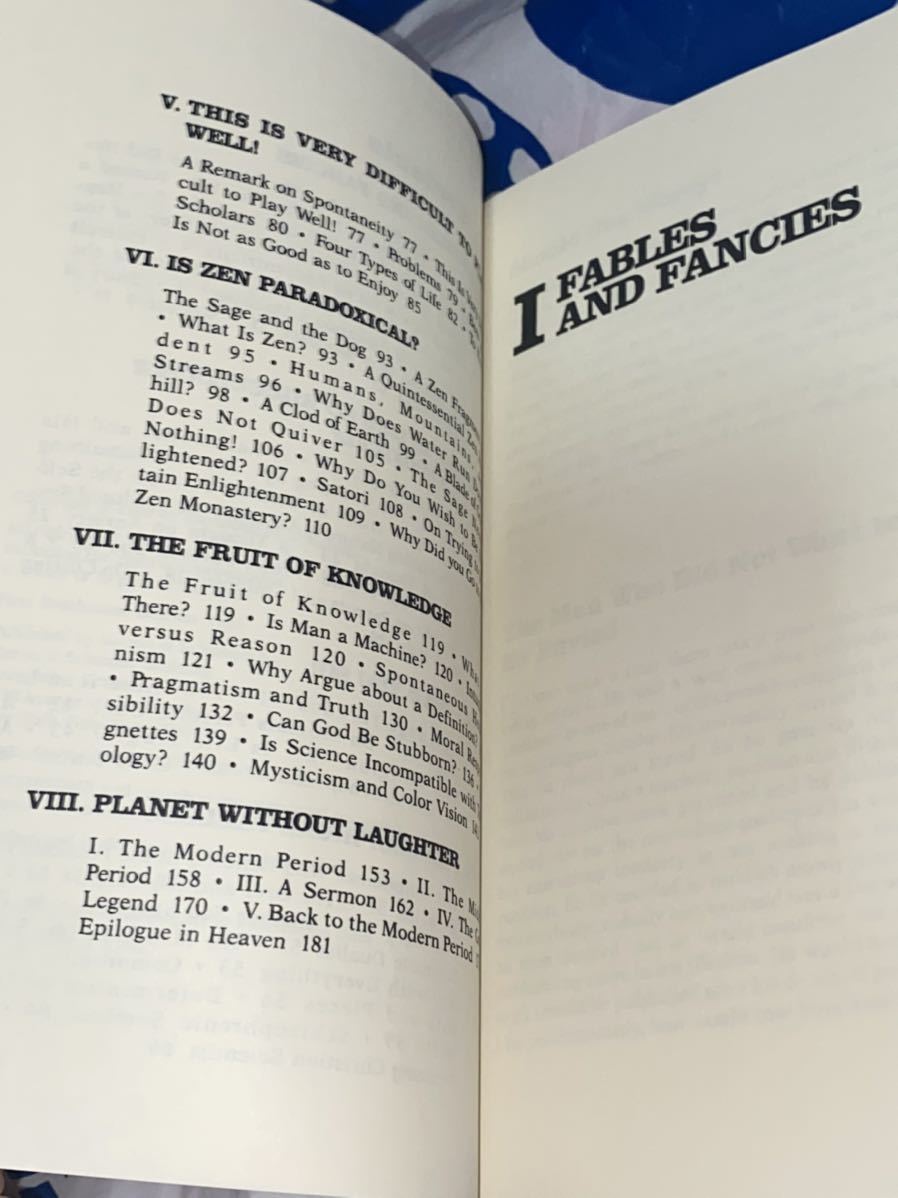 V. THIS IS VERY DIFFICULT TO
WELL!
A Remark on Spontaneity 77 • This Is Very
cult to Play Well! 77 • Problems 79 •
Scholars 80 • Four Types of Life 82 • To
Is Not as Good as to Enjoy 85
VI. IS ZEN PARADOXICAL?
The Sage and the Dog 93 • A Zen
• What Is Zen? 93 • A Quintessential Zen
dent 95 • Humans, Mountains,
Streams 96 • Why Does Water Run
hill? 98 • A Clod of Earth 99 • A Blade of
Does Not Quiver 105 • The Sage
Nothing! 106 • Why Do You Wish to Be
lightened? 107 • Satori 108 • On Trying
tain Enlightenment 109 • Why Did you Go
Zen Monastery? 110
VII. THE FRUIT OF KNOWLEDGE
The Fruit of Knowledge 119 •
There? 119 • Is Man a Machine? 120 •
versus Reason 120 • Spontaneous
nism 121 • Why Argue about a Definition?
• Pragmatism and Truth 130 • Moral
sibility 132 • Can God Be Stubborn? 136 •
gnettes 139 • Is Science Incompatible with
ology? 140 • Mysticism and Color Vision
VIII. PLANET WITHOUT LAUGHTER
I. The Modern Period 153 • II. The
Period 158 • III. A Sermon 162 • IV. The
Legend 170 • V. Back to the Modern Period
Epilogue in Heaven 181
I FABLES
AND FANCIES